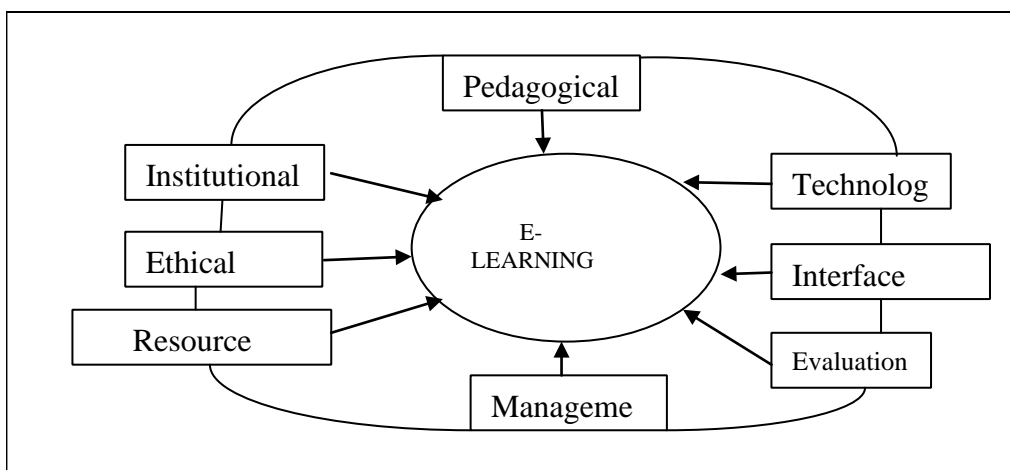 Pedagogical
Institutional
Technolog
E-
LEARNING
Ethical
Interface
Resource
Evaluation
Manageme